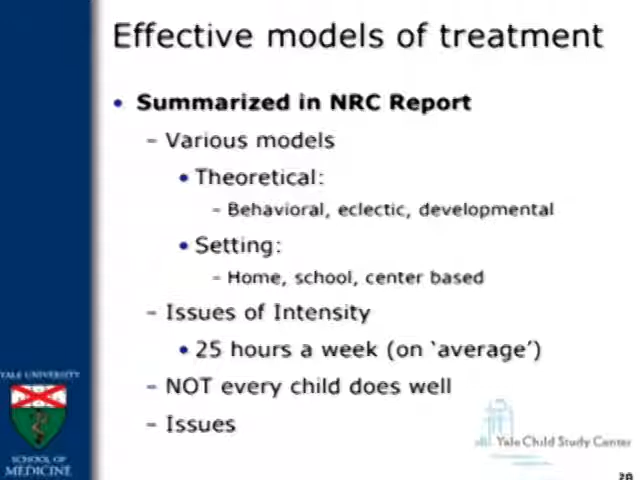 Effective models of treatment
• Summarized in NRC Report
– Various models
• Theoretical:
– Behavioral, eclectic, developmental
• Setting:
– Home, school, center based
– Issues of Intensity
• 25 hours a week (on ‘average’)
– NOT every child does well
– Issues
YALE UNIVERSITY
SCHOOL OF
MEDICINE
Yale Child Study Center